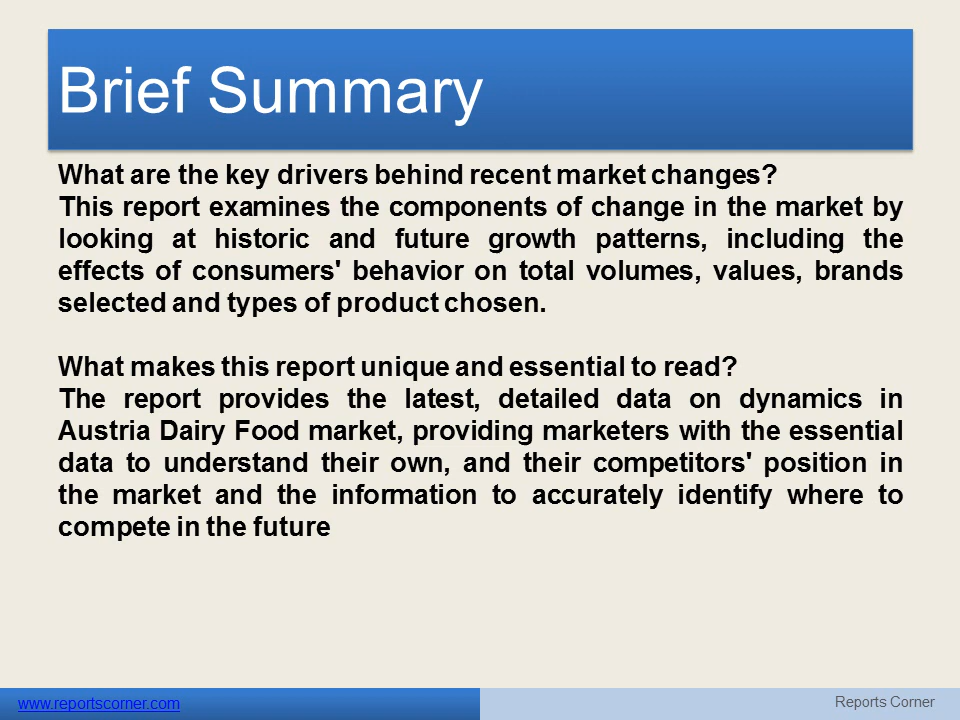 Brief Summary
What are the key drivers behind recent market changes?
This report examines the components of change in the market by
looking at historic and future growth patterns, including the
effects of consumers' behavior on total volumes, values, brands
selected and types of product chosen.
What makes this report unique and essential to read?
The report provides the latest, detailed data on dynamics in
Austria Dairy Food market, providing marketers with the essential
data to understand their own, and their competitors' position in
the market and the information to accurately identify where to
compete in the future
www.reportscorner.com
Reports Corner